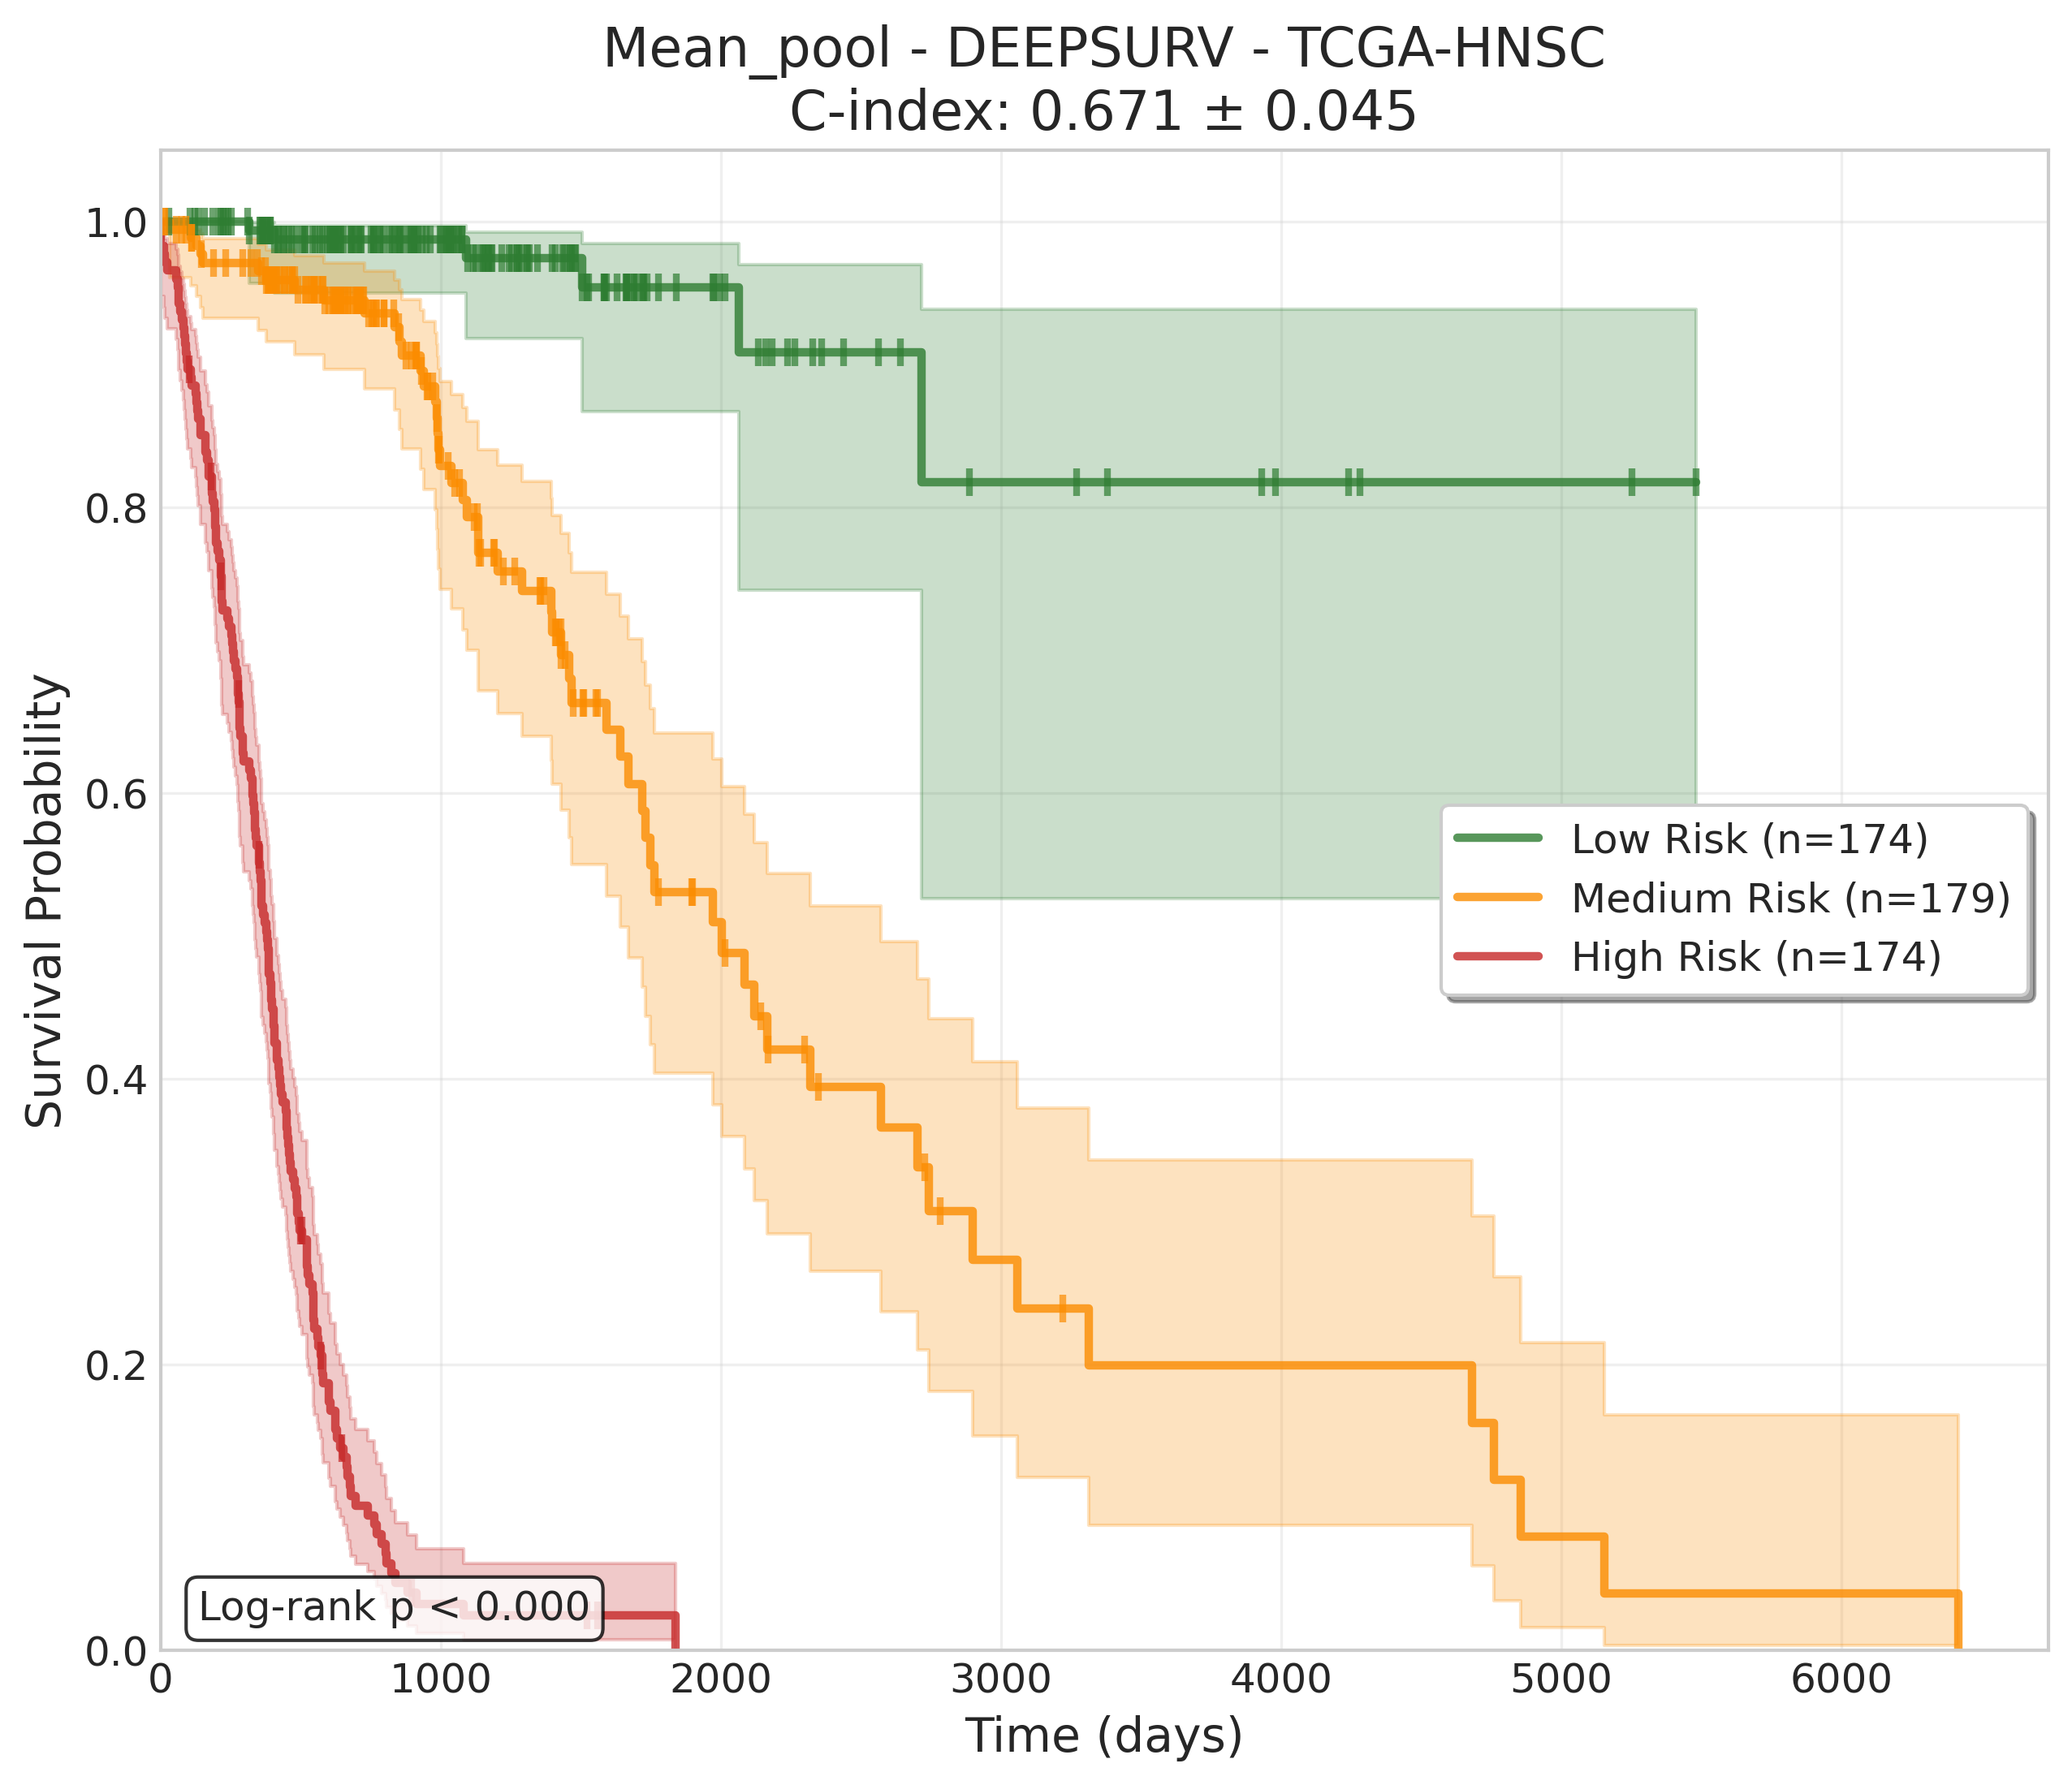 Mean_pool - DEEPSURV - TCGA-HNSC
C-index: 0.671 ± 0.045
Survival Probability
1.0
0.8
0.6
0.4
0.2
0.0
Low Risk (n=174)
Medium Risk (n=179)
High Risk (n=174)
Log-rank p < 0.000
0 1000 2000 3000 4000 5000 6000
Time (days)